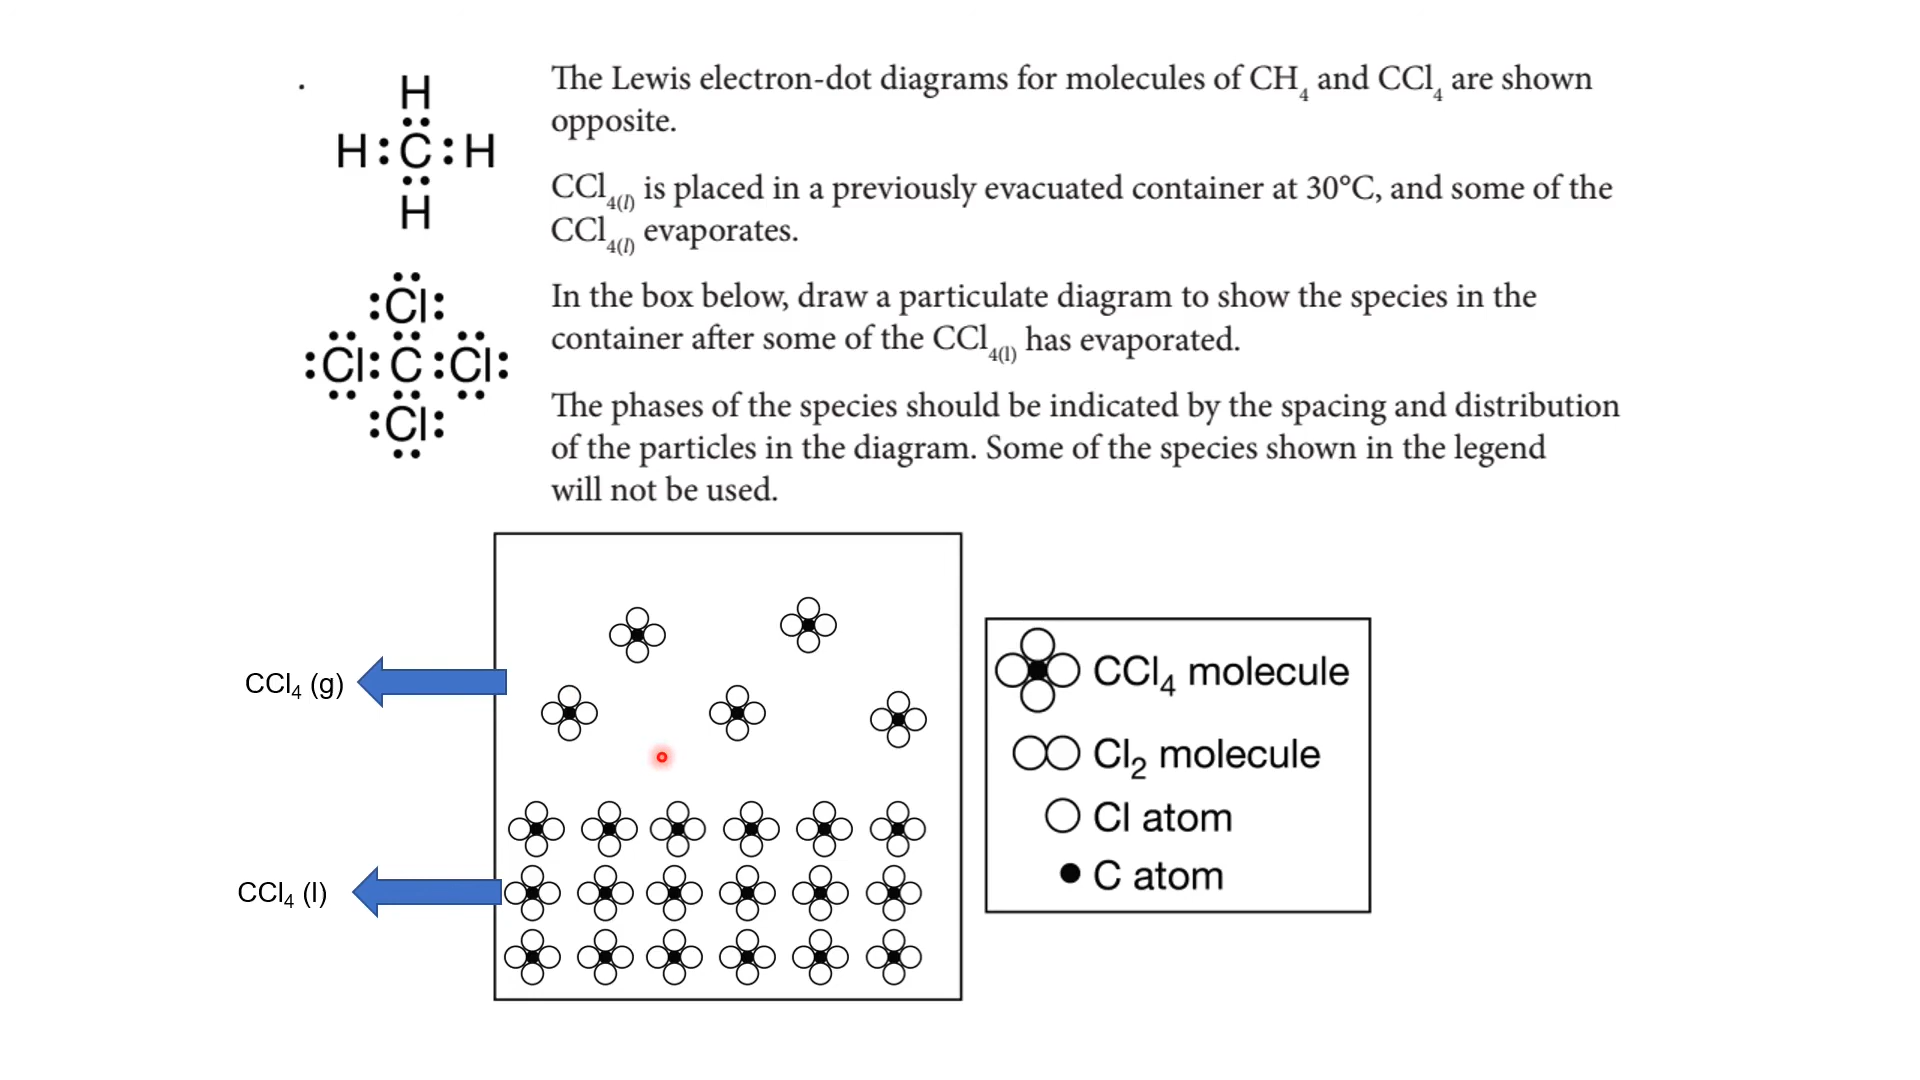 H
H:C:H
H
:Cl:
:Cl:C:Cl:
:Cl:
The Lewis electron-dot diagrams for molecules of CH₄ and CCl₄ are shown
opposite.
CCl₄₍l₎ is placed in a previously evacuated container at 30°C, and some of the
CCl₄₍l₎ evaporates.
In the box below, draw a particulate diagram to show the species in the
container after some of the CCl₄₍l₎ has evaporated.
The phases of the species should be indicated by the spacing and distribution
of the particles in the diagram. Some of the species shown in the legend
will not be used.
CCl₄ (g)
CCl₄ (l)
CCl₄ molecule
Cl₂ molecule
Cl atom
C atom